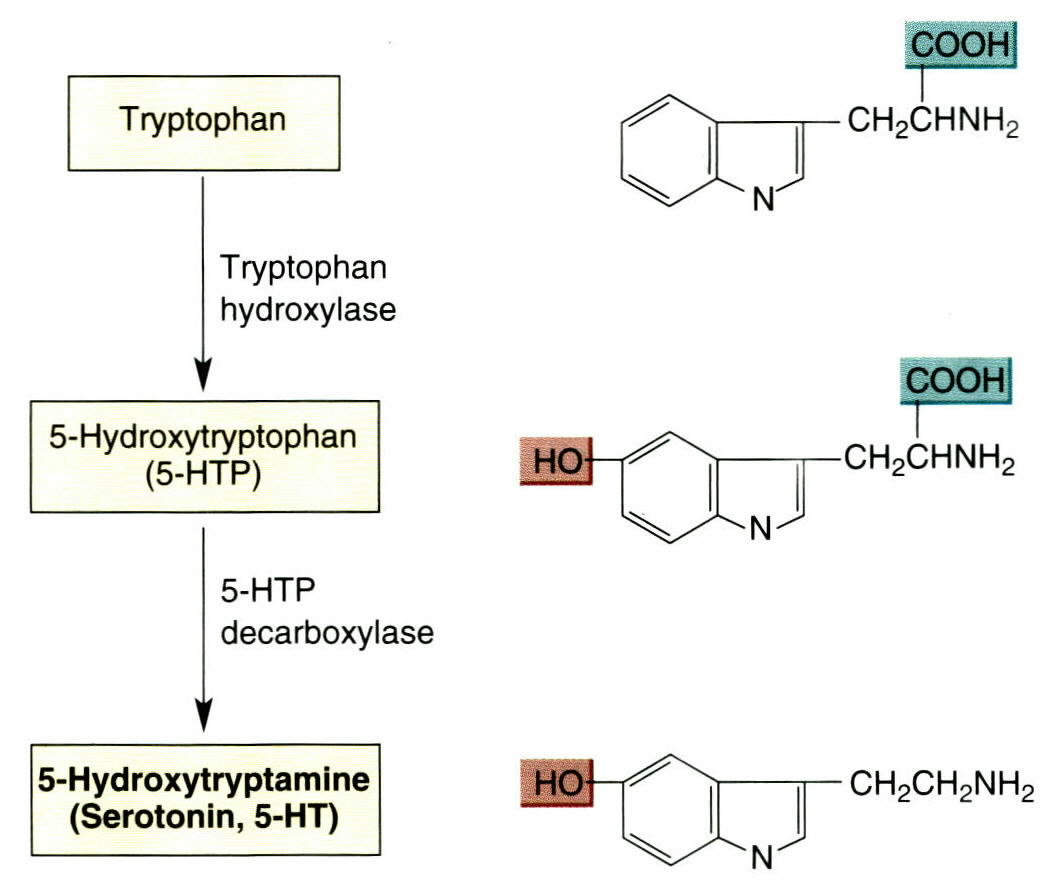 COOH
Tryptophan
CH₂CHNH₂
N
Tryptophan
hydroxylase
COOH
5-Hydroxytryptophan
(5-HTP)
HO
CH₂CHNH₂
N
5-HTP
decarboxylase
5-Hydroxytryptamine
(Serotonin, 5-HT)
HO
CH₂CH₂NH₂
N